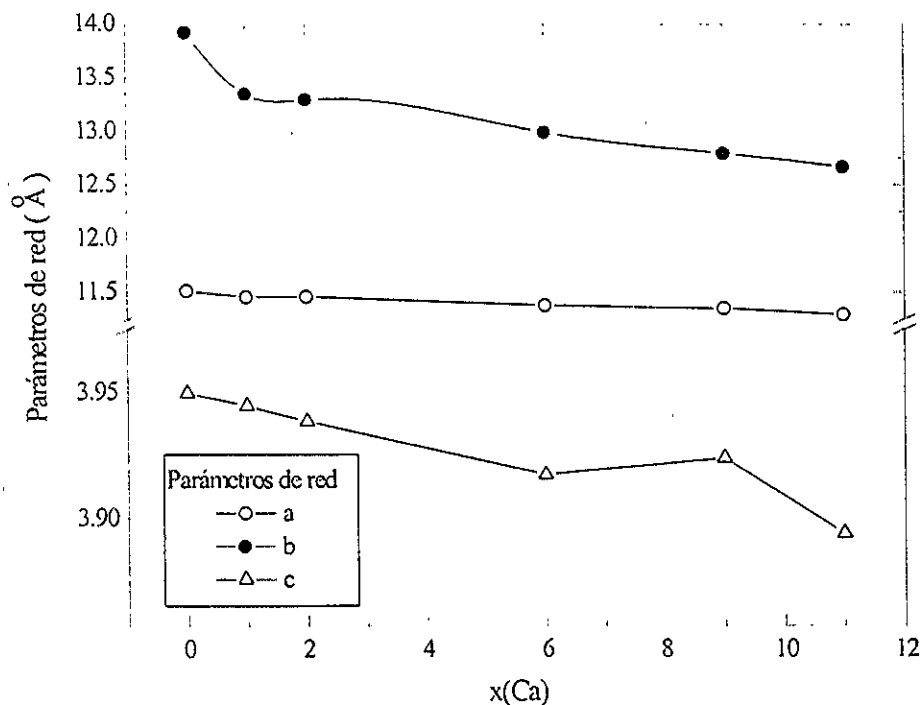 14.0
13.5
13.0
12.5
12.0
11.5
3.95
3.90
Parámetros de red (Å)
Parámetros de red
a
b
c
0 2 4 6 8 10 12
x(Ca)